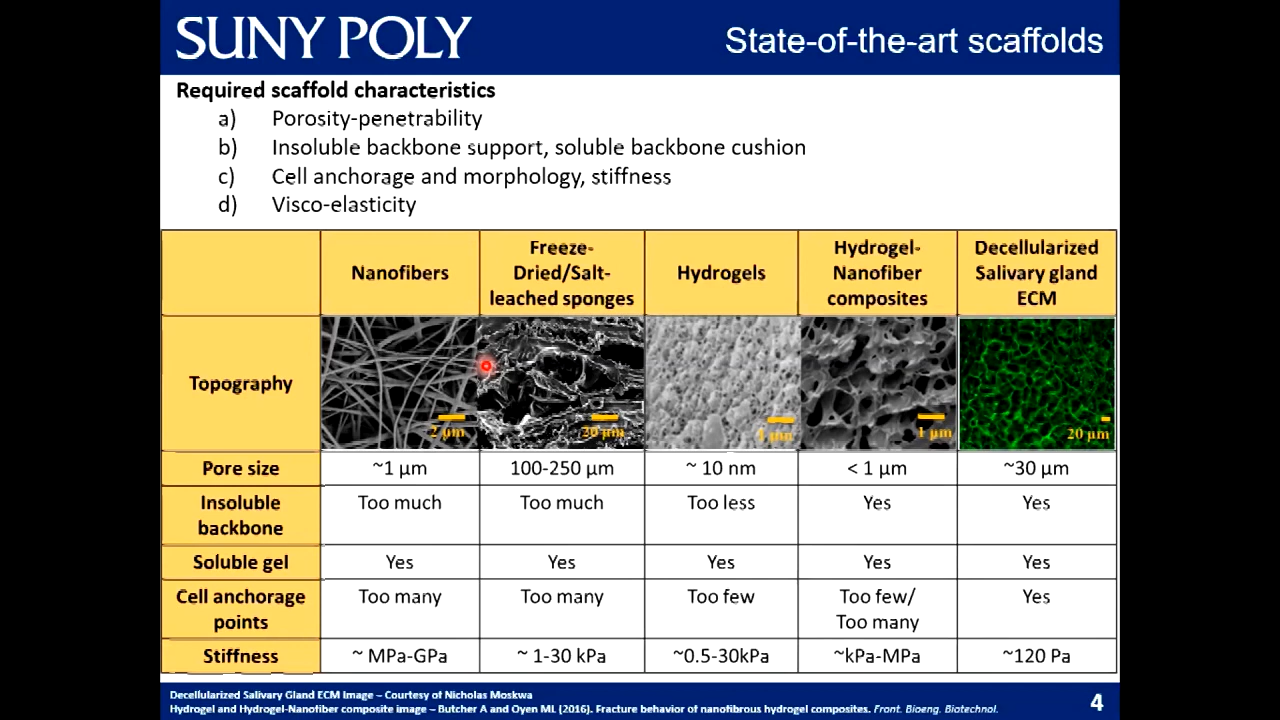 SUNY POLY
State-of-the-art scaffolds
Required scaffold characteristics
a) Porosity-penetrability
b) Insoluble backbone support, soluble backbone cushion
c) Cell anchorage and morphology, stiffness
d) Visco-elasticity
Nanofibers
Freeze-
Dried/Salt-
leached sponges
Hydrogels
Hydrogel-
Nanofiber
composites
Decellularized
Salivary gland
ECM
Topography
2 µm
30 µm
1 µm
1 µm
20 µm
Pore size
~1 µm
100-250 µm
~ 10 nm
< 1 µm
~30 µm
Insoluble
backbone
Too much
Too much
Too less
Yes
Yes
Soluble gel
Yes
Yes
Yes
Yes
Yes
Cell anchorage
points
Too many
Too many
Too few
Too few/
Too many
Yes
Stiffness
~ MPa-GPa
~ 1-30 kPa
~0.5-30kPa
~kPa-MPa
~120 Pa
Decellularized Salivary Gland ECM Image – Courtesy of Nicholas Moskwa
Hydrogel and Hydrogel-Nanofiber composite image – Butcher A and Oyen ML (2016). Fracture behavior of nanofibrous hydrogel composites. Front. Bioeng. Biotechnol.
4